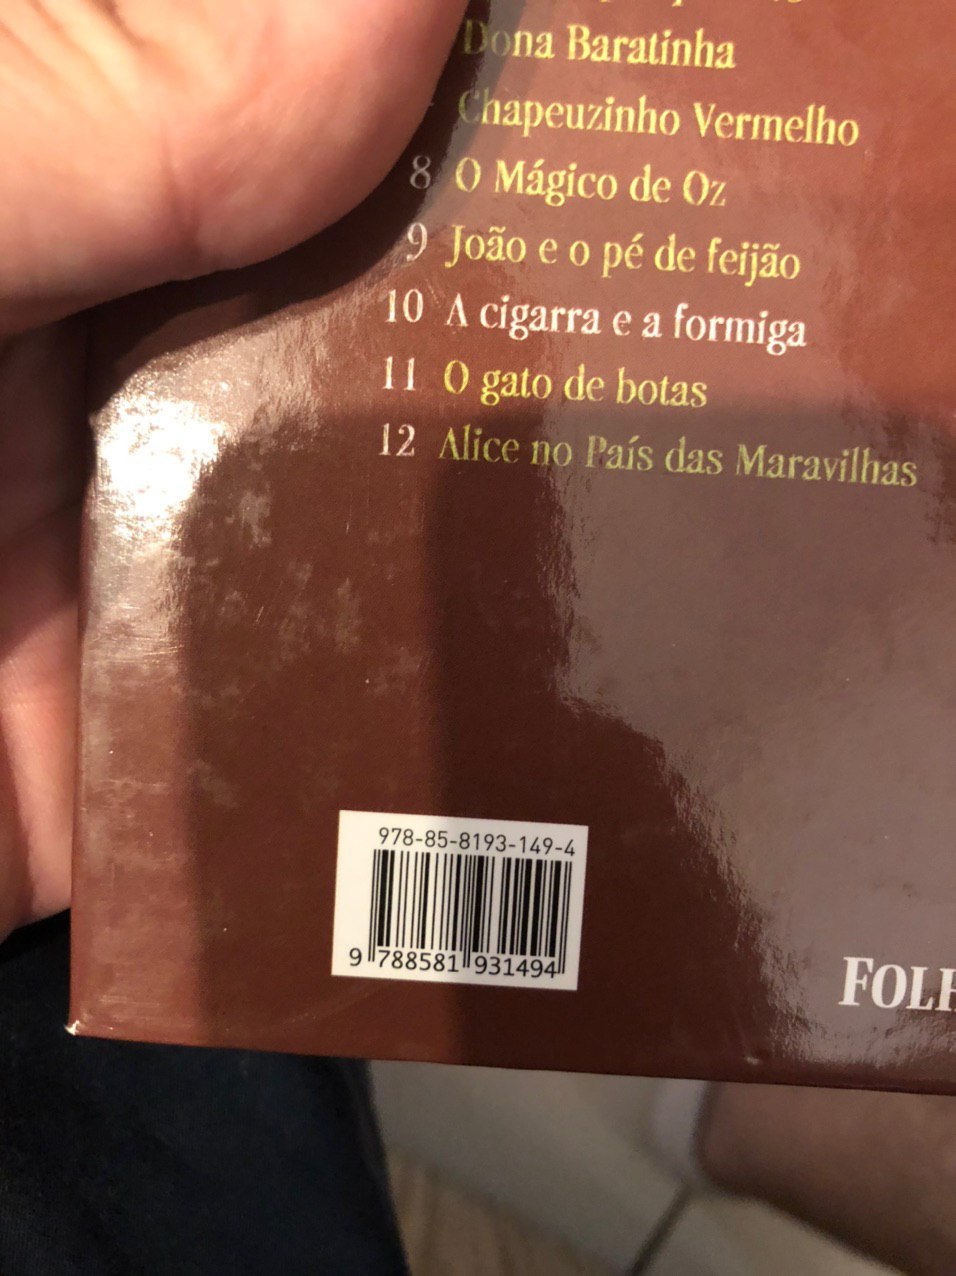 Dona Baratinha
Chapeuzinho Vermelho
8 O Mágico de Oz
9 João e o pé de feijão
10 A cigarra e a formiga
11 O gato de botas
12 Alice no País das Maravilhas
978-85-8193-149-4
9 788581 931494
FOLH